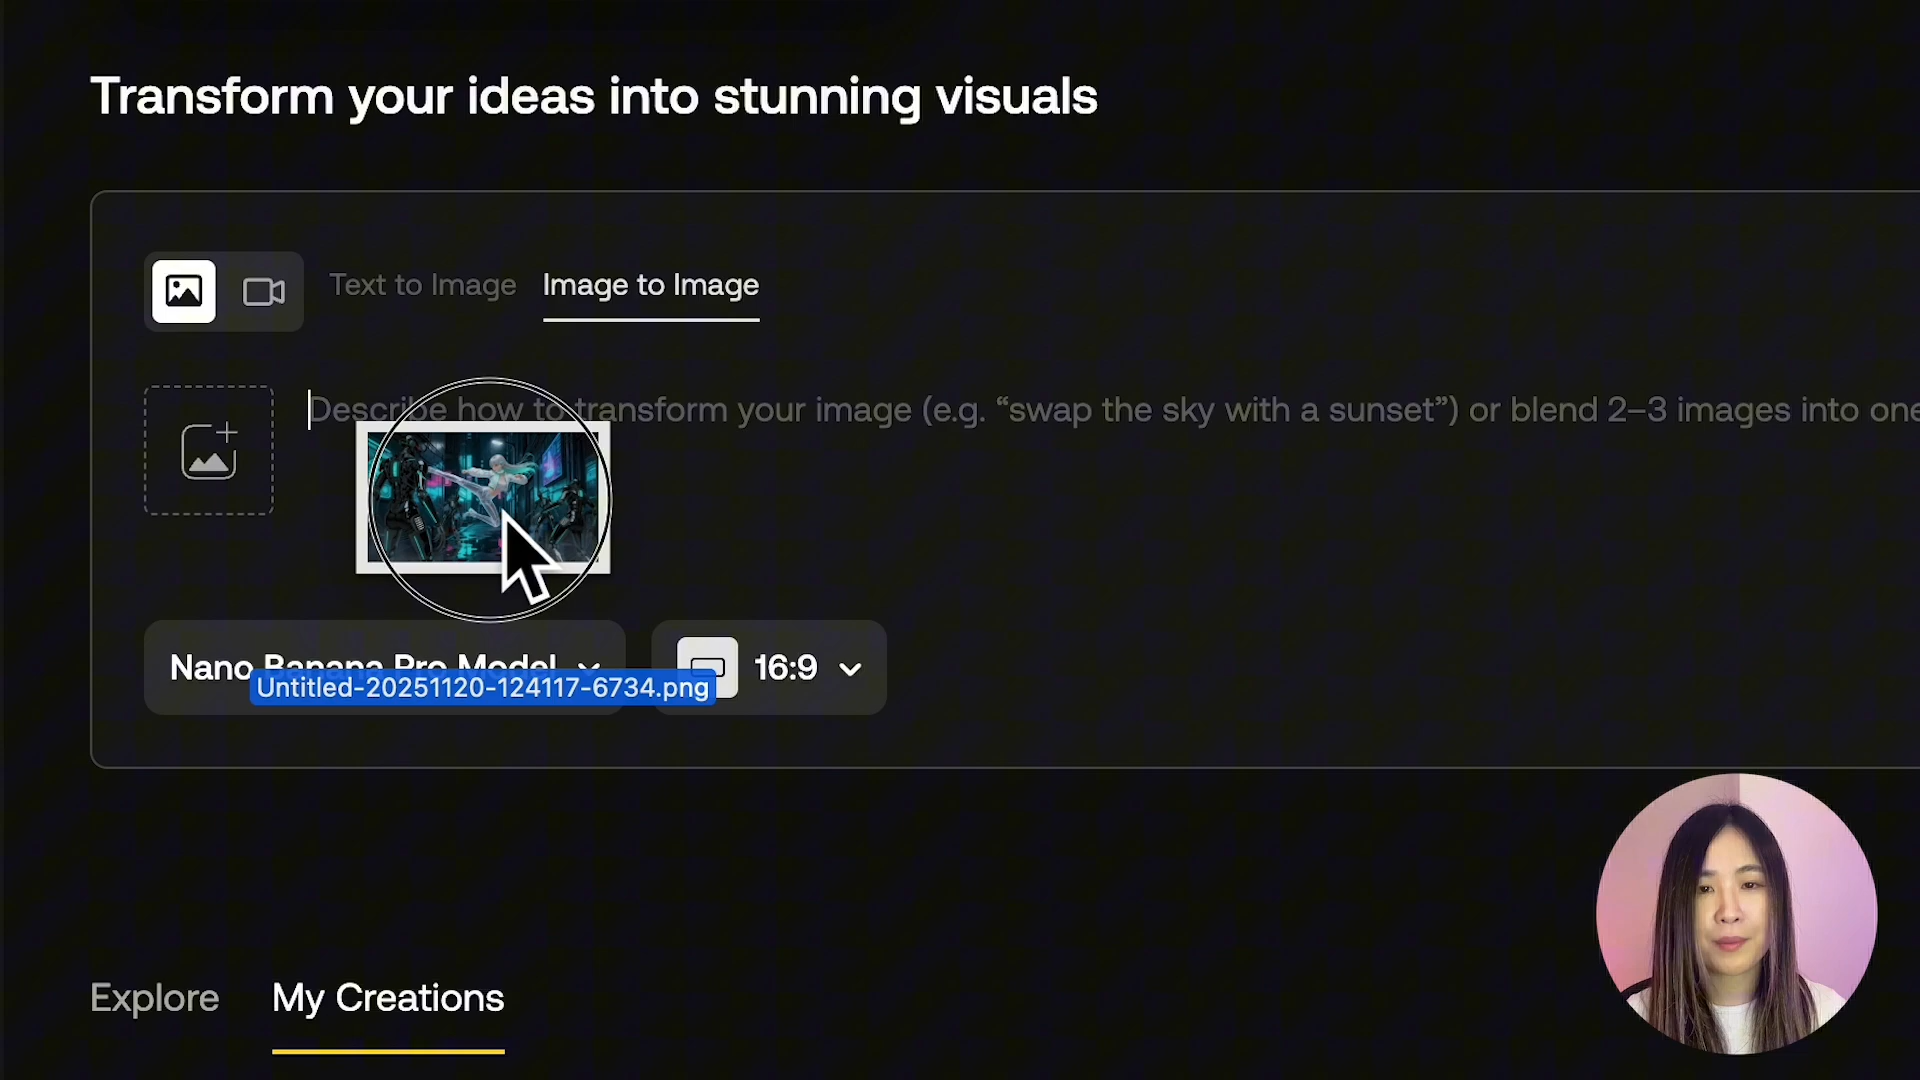 Transform your ideas into stunning visuals
Text to Image Image to Image
Describe how to transform your image (e.g. “swap the sky with a sunset”) or blend 2–3 images into one
Nano Banana Pro Model 16:9
Untitled-20251120-124117-6734.png
Explore My Creations